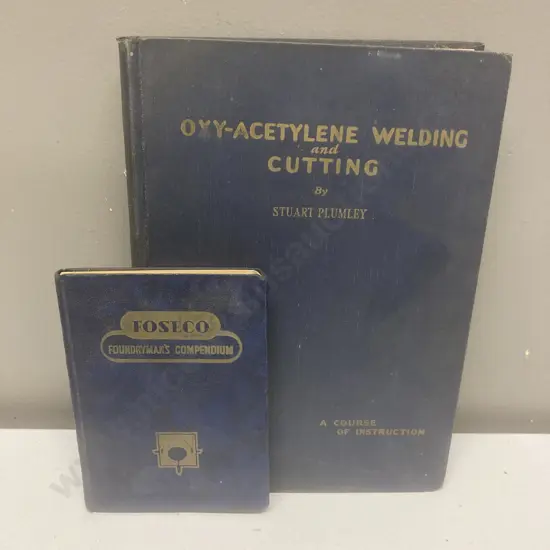 OXY-ACETYLENE WELDING
and
CUTTING
By
STUART PLUMLEY
A COURSE
OF INSTRUCTION
FOSECO
FOUNDRYMAN'S COMPENDIUM